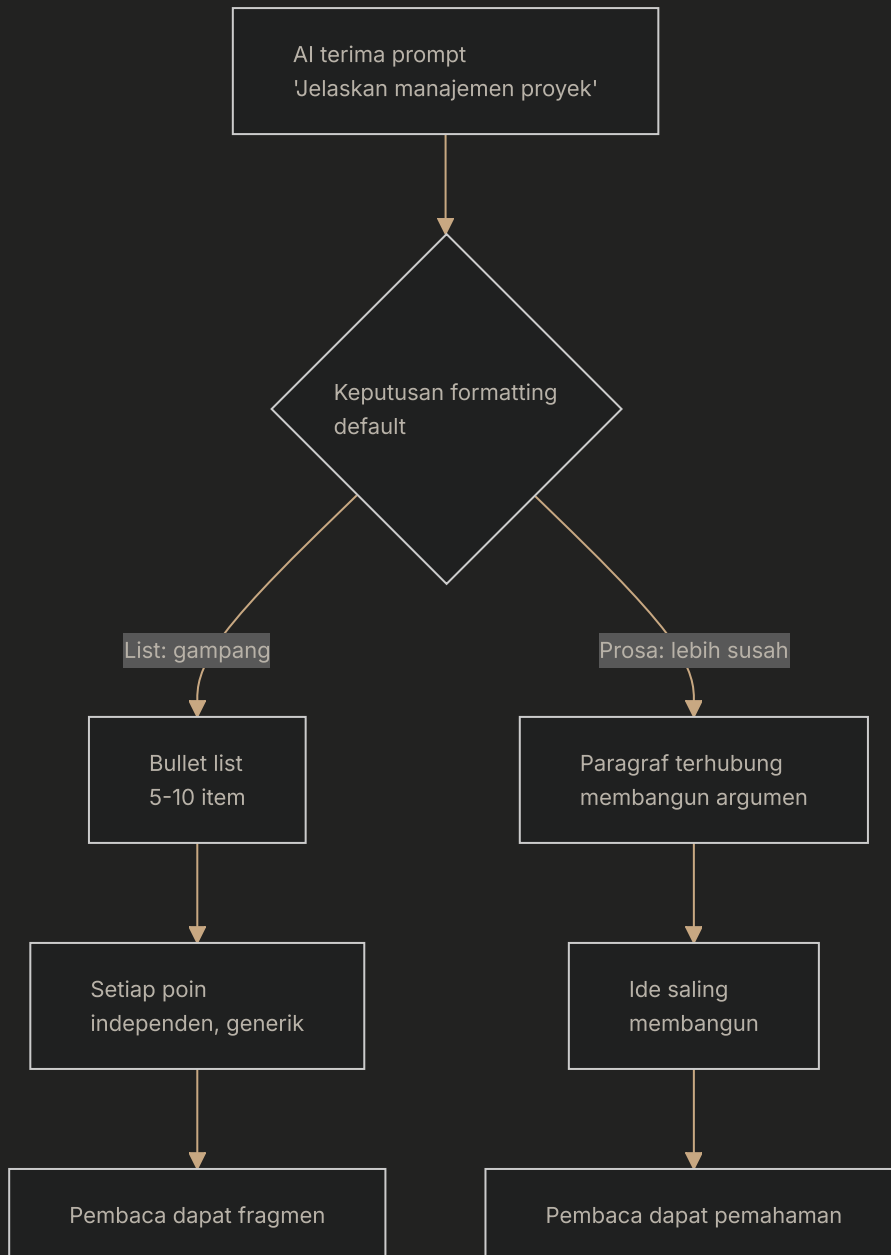 AI terima prompt
'Jelaskan manajemen proyek'
Keputusan formatting
default
List: gampang
Prosa: lebih susah
Bullet list
5-10 item
Paragraf terhubung
membangun argumen
Setiap poin
independen, generik
Ide saling
membangun
Pembaca dapat fragmen
Pembaca dapat pemahaman